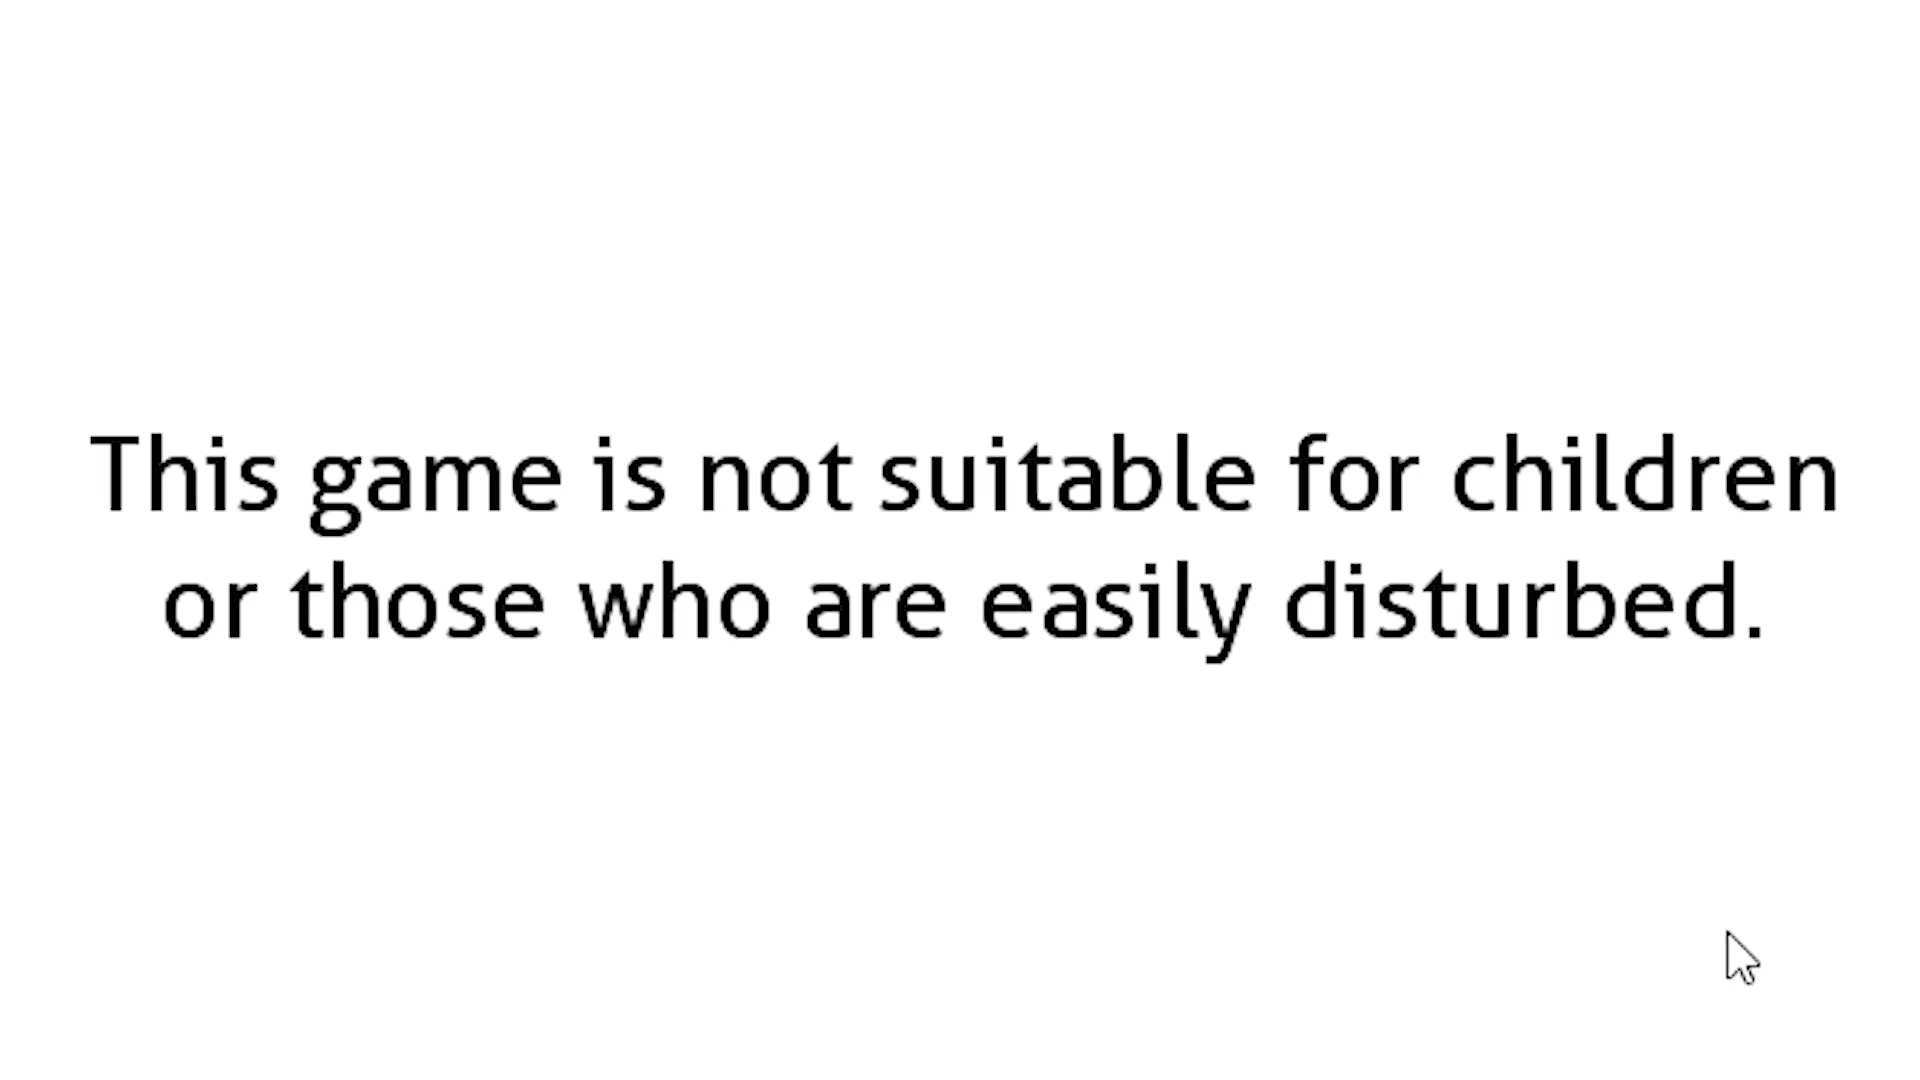 This game is not suitable for children
or those who are easily disturbed.